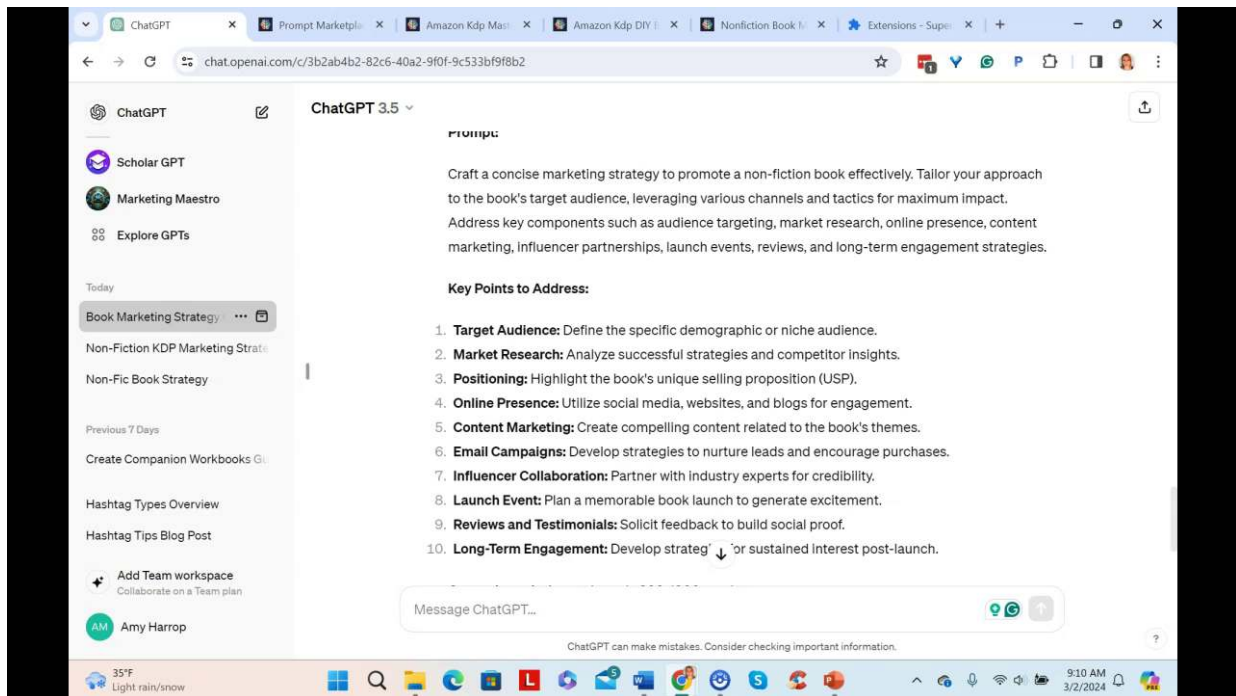 ChatGPT
Prompt Marketpla
Amazon Kdp Mas
Amazon Kdp DIY
Nonfiction Book M
Extensions - Supe
chat.openai.com/c/3b2ab4b2-82c6-40a2-9f0f-9c533bf9f8b2
ChatGPT
ChatGPT 3.5
Scholar GPT
Marketing Maestro
Explore GPTs
Today
Book Marketing Strategy
Non-Fiction KDP Marketing Strate
Non-Fic Book Strategy
Previous 7 Days
Create Companion Workbooks Gu
Hashtag Types Overview
Hashtag Tips Blog Post
Add Team workspace
Collaborate on a Team plan
AM
Amy Harrop
Prompt:
Craft a concise marketing strategy to promote a non-fiction book effectively. Tailor your approach
to the book's target audience, leveraging various channels and tactics for maximum impact.
Address key components such as audience targeting, market research, online presence, content
marketing, influencer partnerships, launch events, reviews, and long-term engagement strategies.
Key Points to Address:
1. Target Audience: Define the specific demographic or niche audience.
2. Market Research: Analyze successful strategies and competitor insights.
3. Positioning: Highlight the book's unique selling proposition (USP).
4. Online Presence: Utilize social media, websites, and blogs for engagement.
5. Content Marketing: Create compelling content related to the book's themes.
6. Email Campaigns: Develop strategies to nurture leads and encourage purchases.
7. Influencer Collaboration: Partner with industry experts for credibility.
8. Launch Event: Plan a memorable book launch to generate excitement.
9. Reviews and Testimonials: Solicit feedback to build social proof.
10. Long-Term Engagement: Develop strateg or sustained interest post-launch.
Message ChatGPT...
ChatGPT can make mistakes. Consider checking important information.
?
35°F
Light rain/snow
9:10 AM
3/2/2024